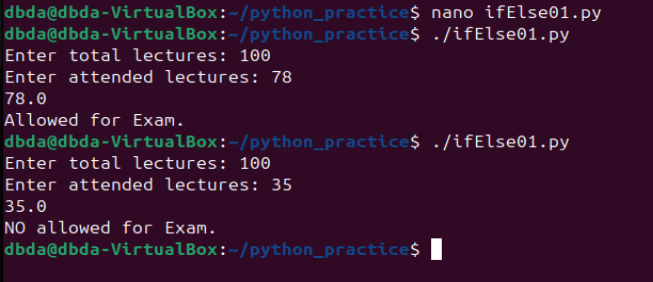 dbda@dbda-VirtualBox:~/python_practice$ nano ifElse01.py
dbda@dbda-VirtualBox:~/python_practice$ ./ifElse01.py
Enter total lectures: 100
Enter attended lectures: 78
78.0
Allowed for Exam.
dbda@dbda-VirtualBox:~/python_practice$ ./ifElse01.py
Enter total lectures: 100
Enter attended lectures: 35
35.0
NO allowed for Exam.
dbda@dbda-VirtualBox:~/python_practice$